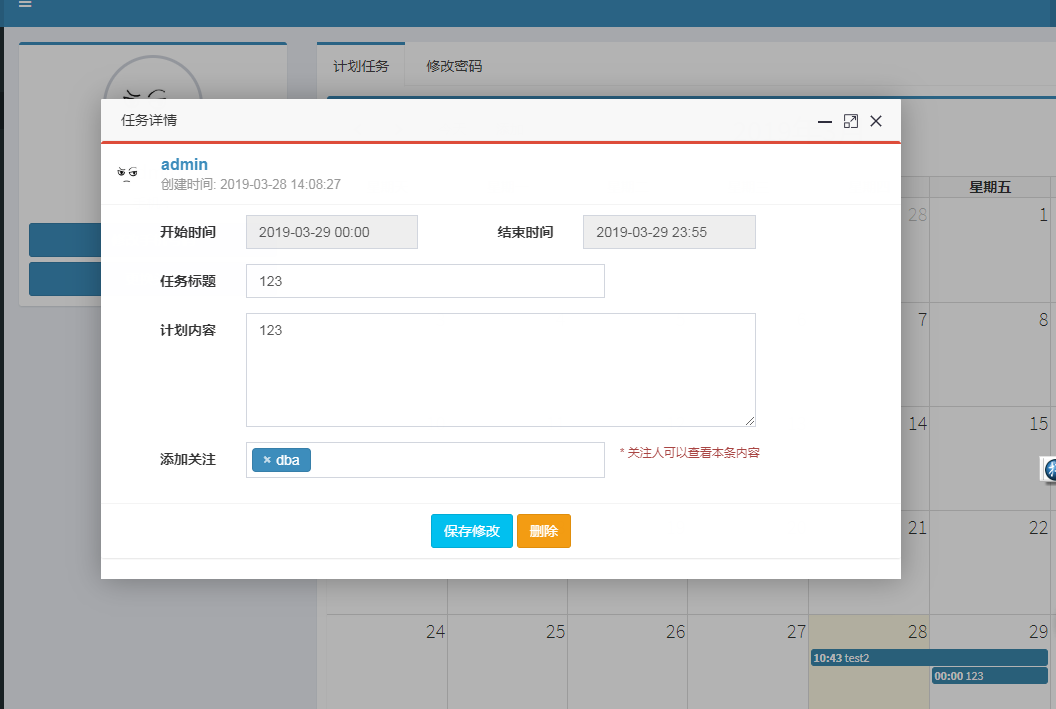 计划任务 修改密码
任务详情
admin
创建时间: 2019-03-28 14:08:27
开始时间 2019-03-29 00:00 结束时间 2019-03-29 23:55
任务标题 123
计划内容 123
添加关注 × dba * 关注人可以查看本条内容
保存修改 删除
星期五
28 1
7 8
14 15
21 22
24 25 26 27 28 29
10:43 test2
00:00 123